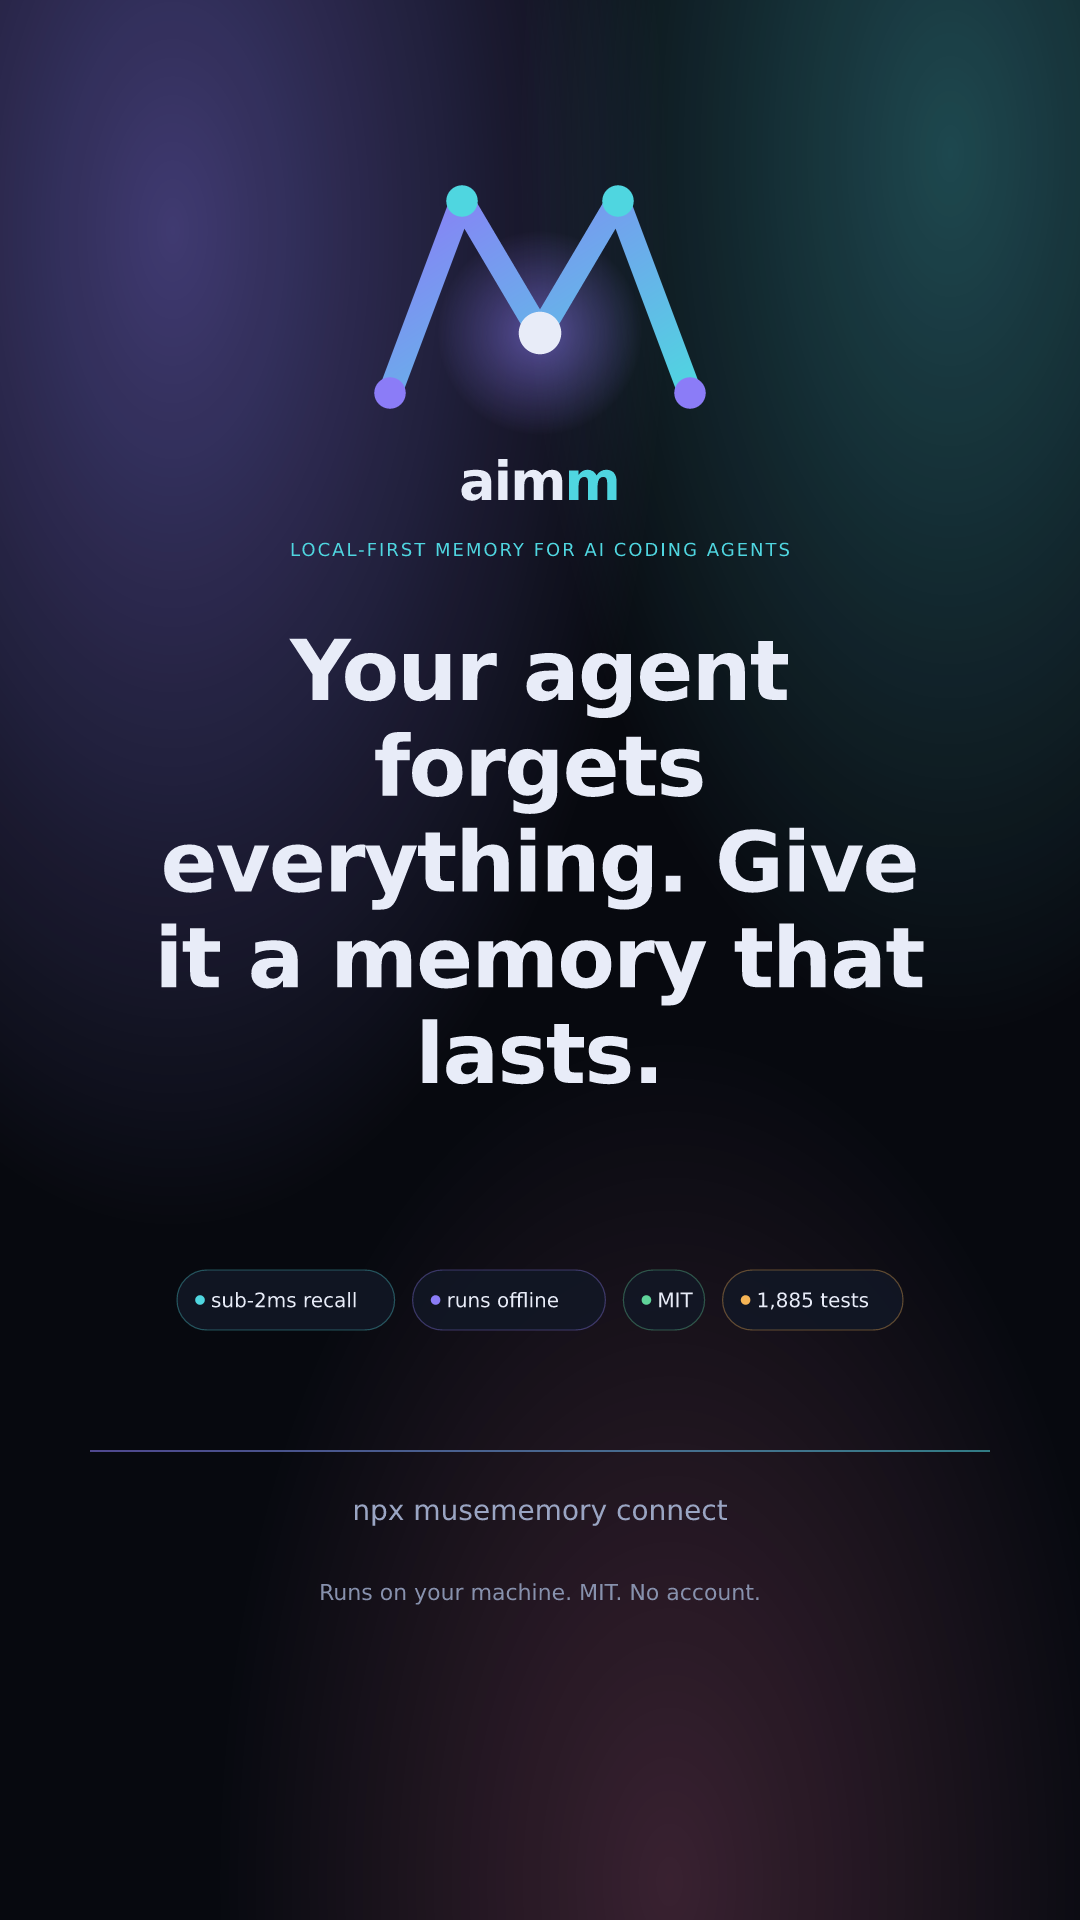 aimm
LOCAL-FIRST MEMORY FOR AI CODING AGENTS
Your agent
forgets
everything. Give
it a memory that
lasts.
sub-2ms recall
runs offline
MIT
1,885 tests
npx musememory connect
Runs on your machine. MIT. No account.